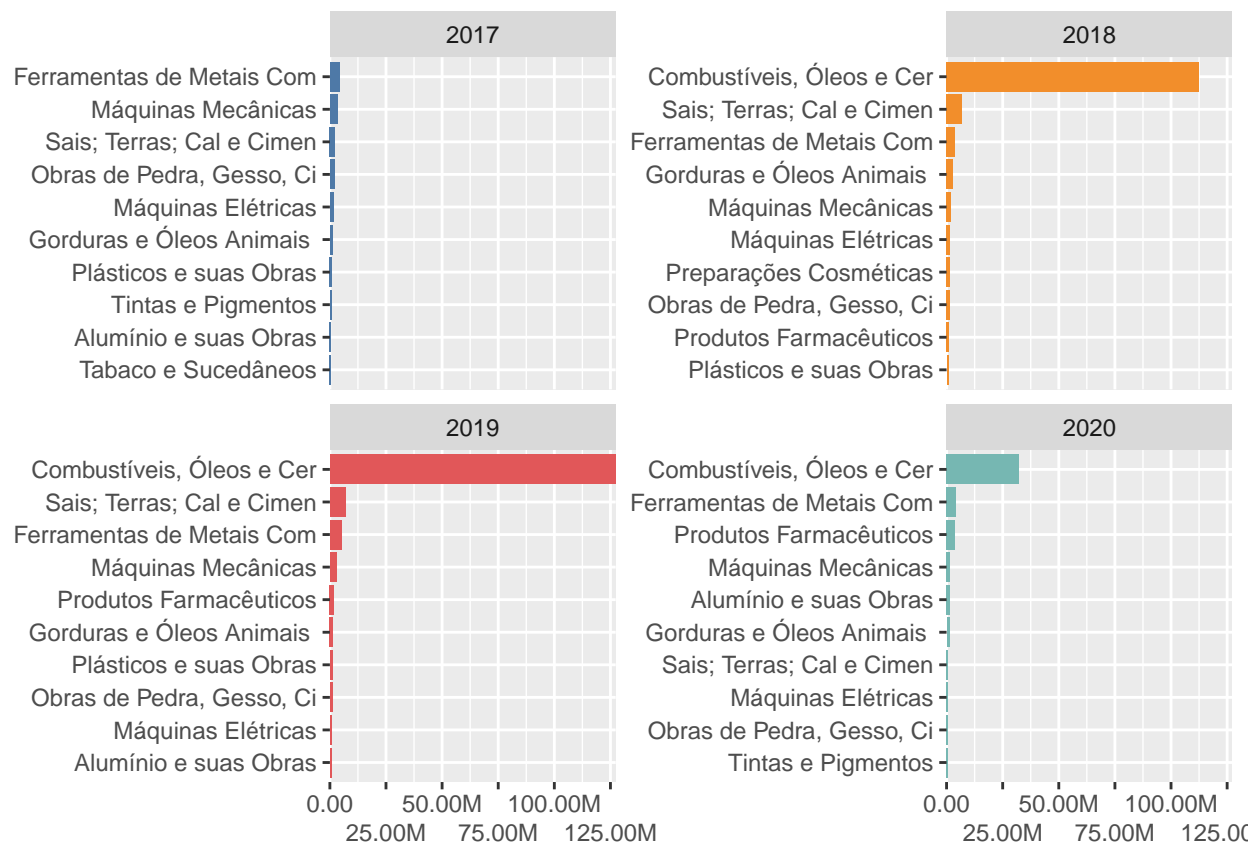 2017
Ferramentas de Metais Com
Máquinas Mecânicas
Sais; Terras; Cal e Cimen
Obras de Pedra, Gesso, Ci
Máquinas Elétricas
Gorduras e Óleos Animais
Plásticos e suas Obras
Tintas e Pigmentos
Alumínio e suas Obras
Tabaco e Sucedâneos
2018
Combustíveis, Óleos e Cer
Sais; Terras; Cal e Cimen
Ferramentas de Metais Com
Gorduras e Óleos Animais
Máquinas Mecânicas
Máquinas Elétricas
Preparações Cosméticas
Obras de Pedra, Gesso, Ci
Produtos Farmacêuticos
Plásticos e suas Obras
2019
Combustíveis, Óleos e Cer
Sais; Terras; Cal e Cimen
Ferramentas de Metais Com
Máquinas Mecânicas
Produtos Farmacêuticos
Gorduras e Óleos Animais
Plásticos e suas Obras
Obras de Pedra, Gesso, Ci
Máquinas Elétricas
Alumínio e suas Obras
0.00 50.00M 100.00M
25.00M 75.00M 125.00M
2020
Combustíveis, Óleos e Cer
Ferramentas de Metais Com
Produtos Farmacêuticos
Máquinas Mecânicas
Alumínio e suas Obras
Gorduras e Óleos Animais
Sais; Terras; Cal e Cimen
Máquinas Elétricas
Obras de Pedra, Gesso, Ci
Tintas e Pigmentos
0.00 50.00M 100.00M
25.00M 75.00M 125.00